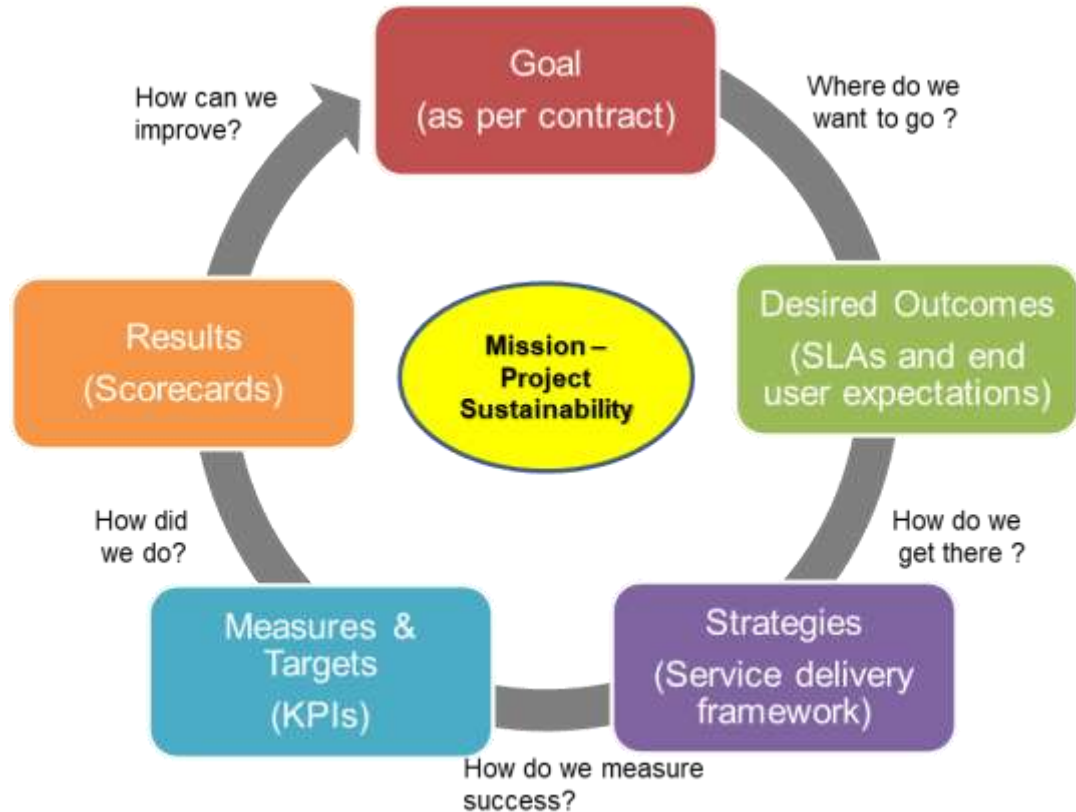 Goal
(as per contract)
Where do we
want to go ?
Desired Outcomes
(SLAs and end
user expectations)
How do we
get there ?
Strategies
(Service delivery
framework)
How do we measure
success?
Measures &
Targets
(KPIs)
How did
we do?
Results
(Scorecards)
How can we
improve?
Mission –
Project
Sustainability